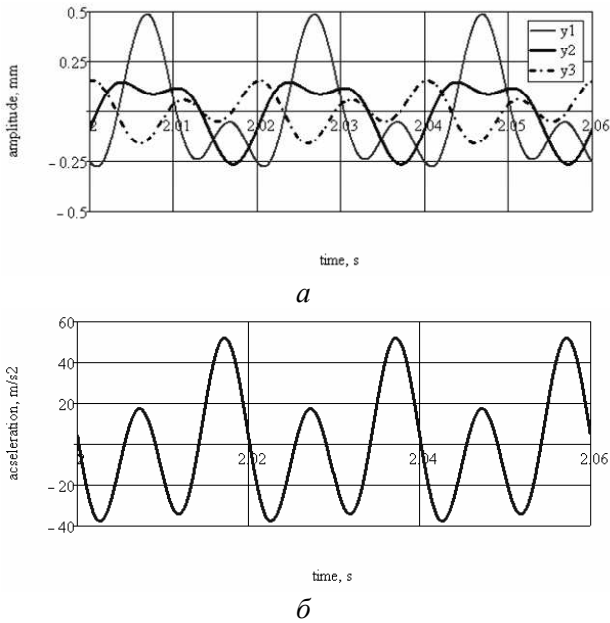 0.5
y1
y2
y3
0.25
amplitude, mm
2 2.01 2.02 2.03 2.04 2.05 2.06
−0.25
−0.5
time, s
а
60
40
20
acseleration, m/s2
2 2.02 2.04 2.06
−20
−40
time, s
б